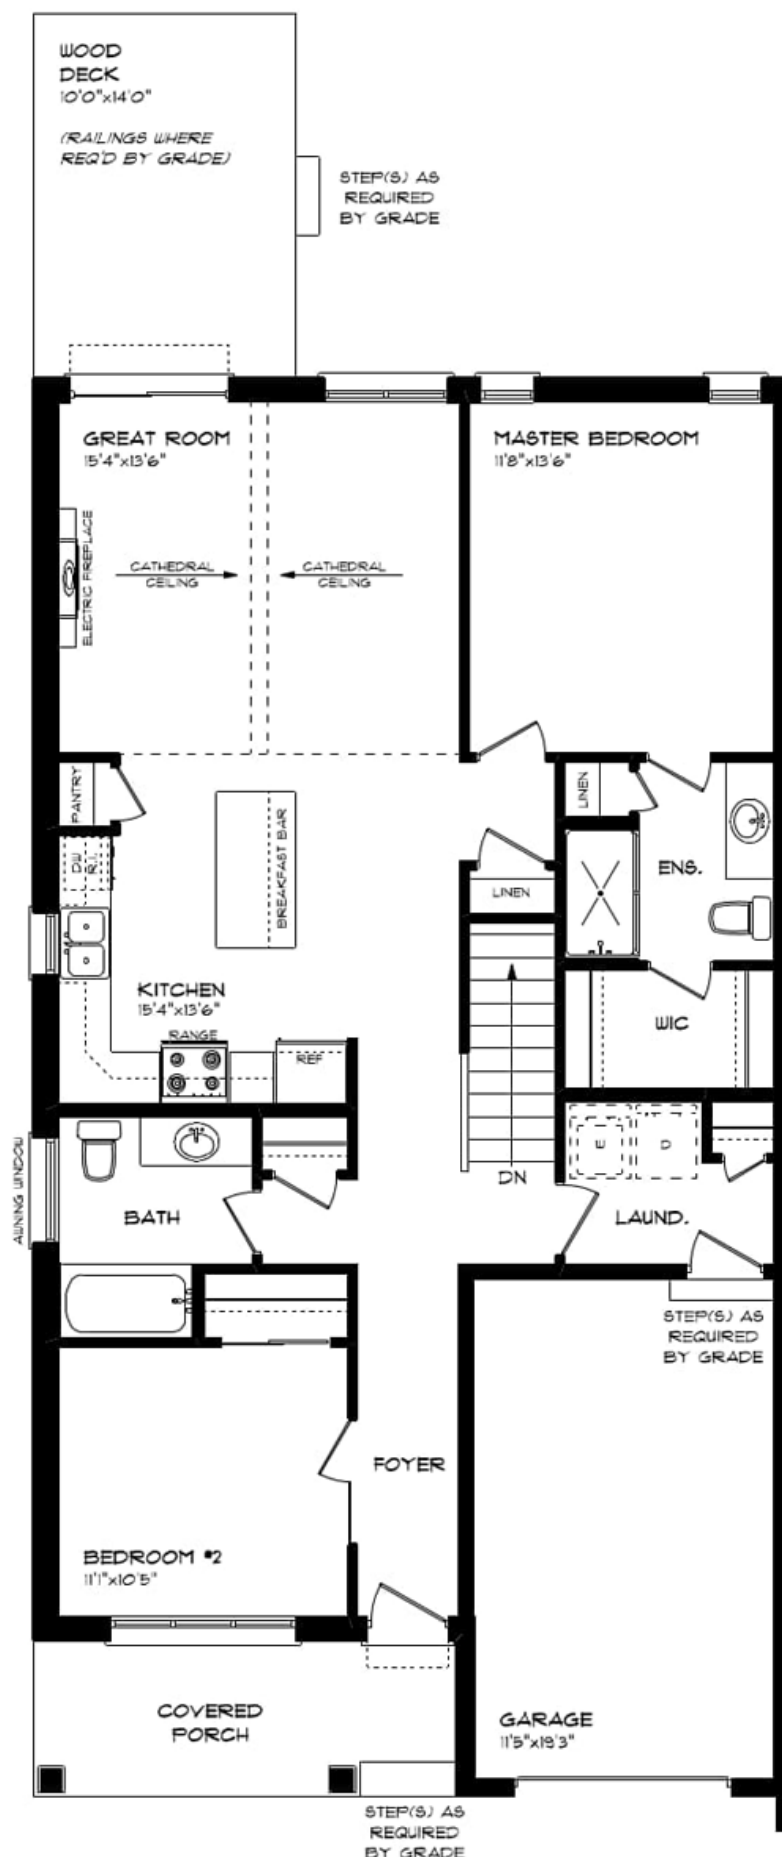 WOOD
DECK
10'0"x14'0"
(RAILINGS WHERE
REQ'D BY GRADE)
STEP(S) AS
REQUIRED
BY GRADE
GREAT ROOM
15'4"x13'6"
MASTER BEDROOM
11'8"x13'6"
ELECTRIC FIREPLACE
CATHEDRAL
CEILING
CATHEDRAL
CEILING
PANTRY
LINEN
DW
R.I.
BREAKFAST BAR
ENS.
LINEN
KITCHEN
15'4"x13'6"
RANGE
REF
WIC
AWNING WINDOW
E
D
DN
BATH
LAUND.
STEP(S) AS
REQUIRED
BY GRADE
FOYER
BEDROOM #2
11'1"x10'5"
COVERED
PORCH
GARAGE
11'5"x19'3"
STEP(S) AS
REQUIRED
BY GRADE